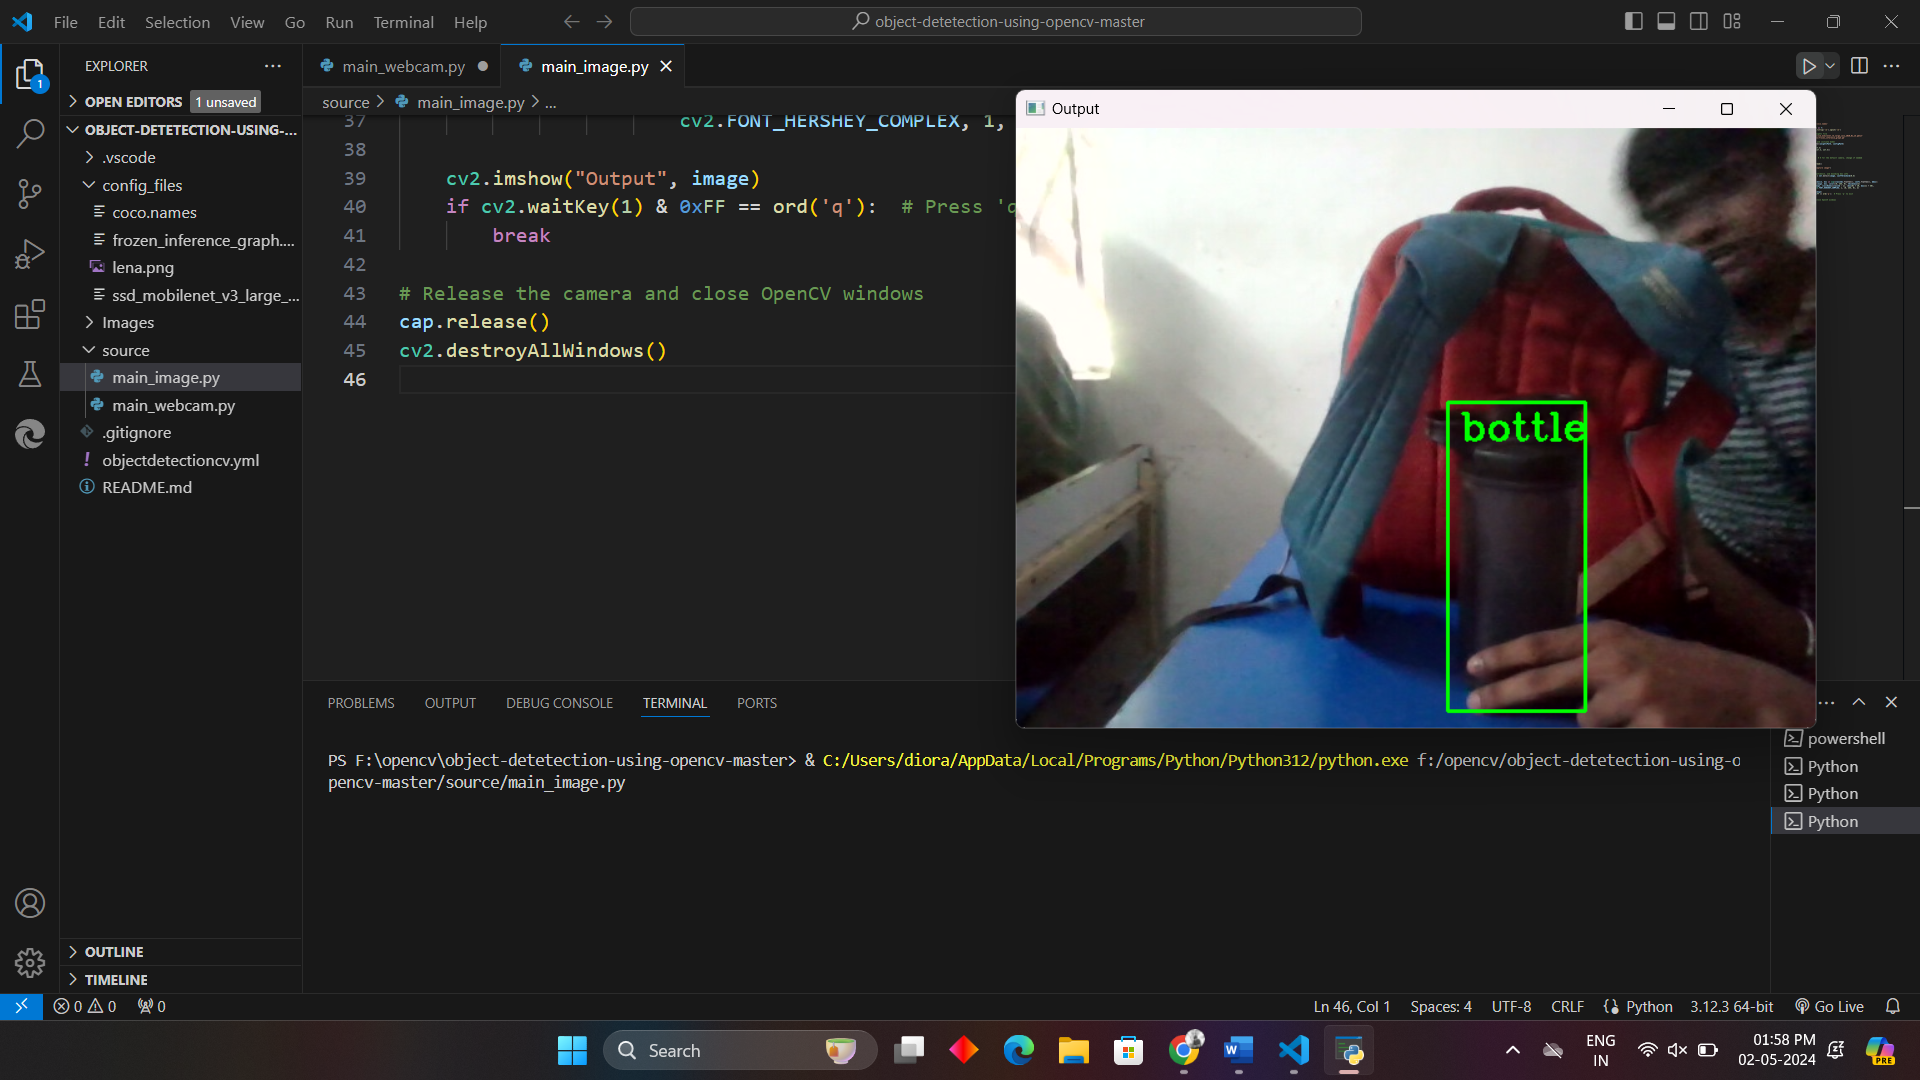 File Edit Selection View Go Run Terminal Help
object-detetection-using-opencv-master
EXPLORER
main_webcam.py
main_image.py
OPEN EDITORS 1 unsaved
source > main_image.py > ...
OBJECT-DETETECTION-USING-...
.vscode
config_files
coco.names
frozen_inference_graph....
lena.png
ssd_mobilenet_v3_large_...
Images
source
main_image.py
main_webcam.py
.gitignore
objectdetectioncv.yml
README.md
OUTLINE
TIMELINE
37 cv2.FONT_HERSHEY_COMPLEX, 1,
38
39 cv2.imshow("Output", image)
40 if cv2.waitKey(1) & 0xFF == ord('q'): # Press 'q
41 break
42
43 # Release the camera and close OpenCV windows
44 cap.release()
45 cv2.destroyAllWindows()
46
Output
bottle
PROBLEMS OUTPUT DEBUG CONSOLE TERMINAL PORTS
PS F:\opencv\object-detetection-using-opencv-master> & C:/Users/diora/AppData/Local/Programs/Python/Python312/python.exe f:/opencv/object-detetection-using-o
pencv-master/source/main_image.py
powershell
Python
Python
Python
0 0 0
Ln 46, Col 1 Spaces: 4 UTF-8 CRLF Python 3.12.3 64-bit Go Live
Search
ENG
IN
01:58 PM
02-05-2024
PRE